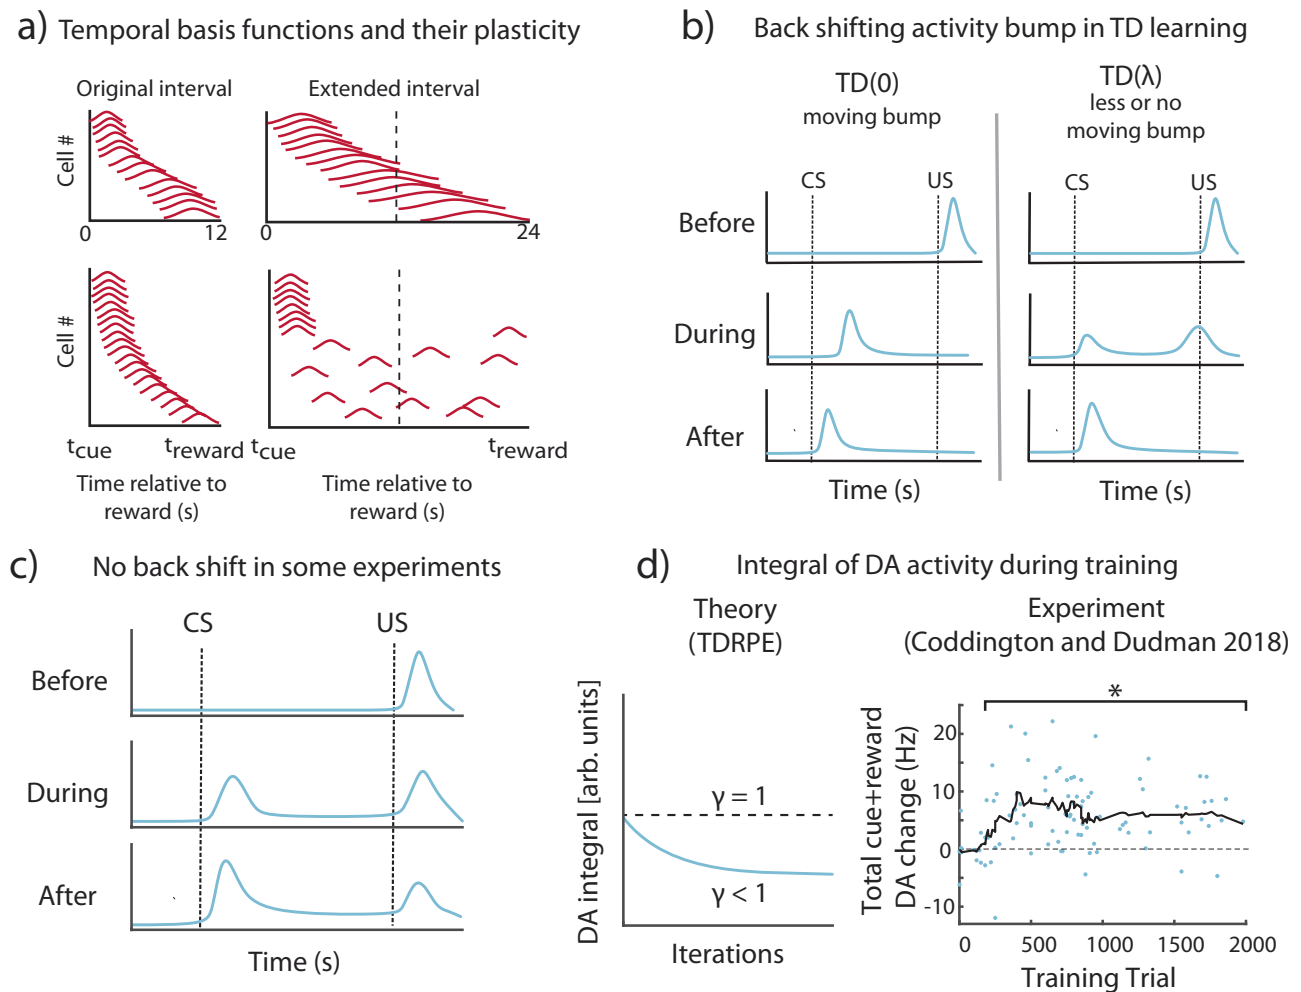 a) Temporal basis functions and their plasticity
Original interval
Extended interval
Cell #
0
12
0
24
Cell #
tcue
treward
tcue
treward
Time relative to
reward (s)
Time relative to
reward (s)
b) Back shifting activity bump in TD learning
TD(0)
moving bump
TD(λ)
less or no
moving bump
CS
US
CS
US
Before
During
After
Time (s)
Time (s)
c) No back shift in some experiments
CS
US
Before
During
After
Time (s)
d) Integral of DA activity during training
Theory
(TDRPE)
DA integral [arb. units]
γ = 1
γ < 1
Iterations
Experiment
(Coddington and Dudman 2018)
*
Total cue+reward
DA change (Hz)
20
10
0
-10
0
500
1000
1500
2000
Training Trial